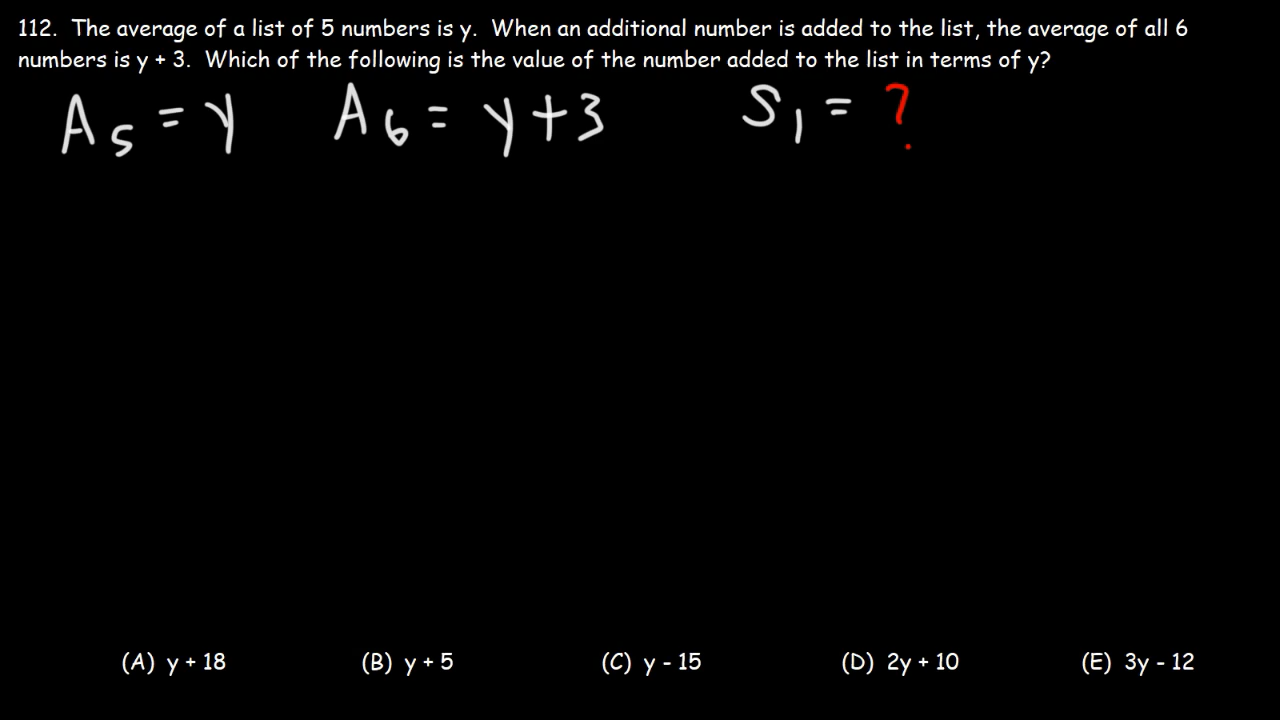 112.  The average of a list of 5 numbers is y.  When an additional number is added to the list, the average of all 6
numbers is y + 3.  Which of the following is the value of the number added to the list in terms of y?
A₅ = y    A₆ = y + 3    S₁ = ?
(A)  y + 18    (B)  y + 5    (C)  y - 15    (D)  2y + 10    (E)  3y - 12